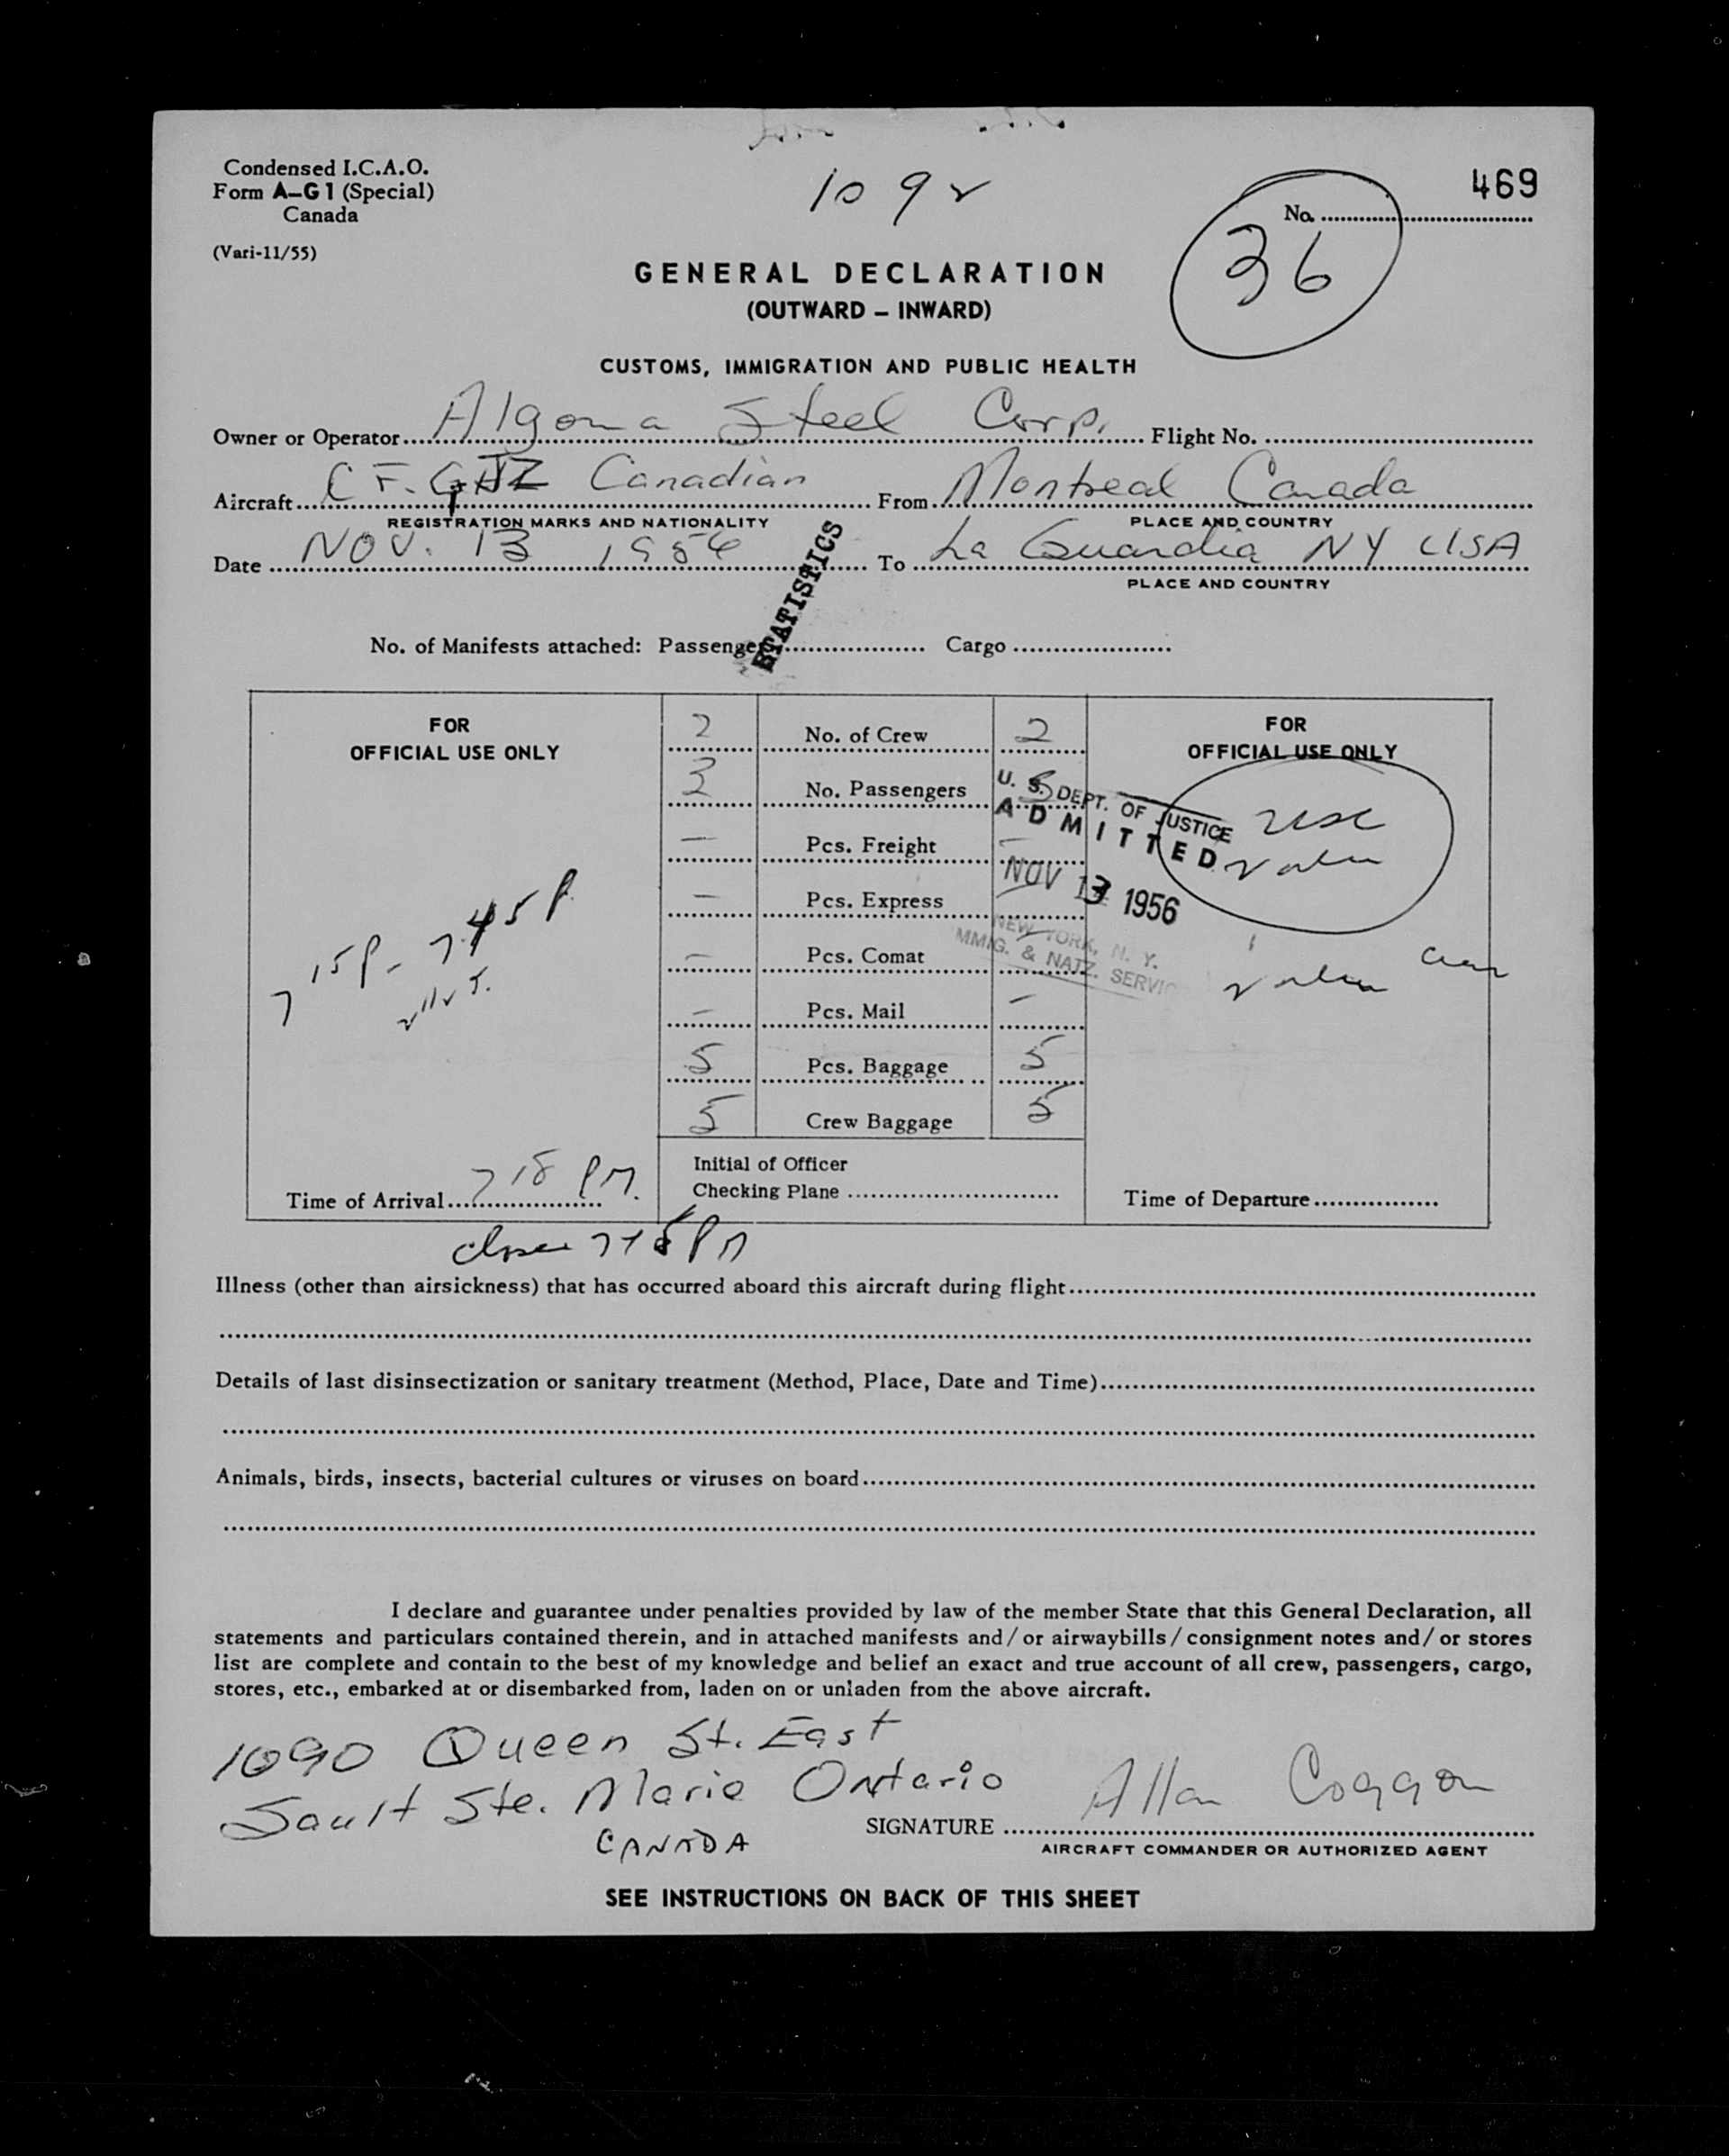 Condensed I.C.A.O.
Form A–G 1 (Special)
Canada
(Vari-11/55)
469
No.
36
GENERAL DECLARATION
(OUTWARD – INWARD)
CUSTOMS, IMMIGRATION AND PUBLIC HEALTH
Owner or Operator Algoma Steel Corp. Flight No.
Aircraft CF. Canadian From Montreal Canada
REGISTRATION MARKS AND NATIONALITY PLACE AND COUNTRY
Date NOV. 13 1956 To La Guardia NY USA
PLACE AND COUNTRY
STATISTICS
No. of Manifests attached: Passenger Cargo
FOR
OFFICIAL USE ONLY
2 No. of Crew 2
3 No. Passengers
— Pcs. Freight —
— Pcs. Express
— Pcs. Comat
— Pcs. Mail —
5 Pcs. Baggage 5
5 Crew Baggage 5
FOR
OFFICIAL USE ONLY
U. S. DEPT. OF JUSTICE
ADMITTED
NOV 13 1956
NEW YORK, N. Y.
IMMIG. & NATZ. SERVIC
715P - 745P
Time of Arrival 718 PM.
Initial of Officer
Checking Plane
Time of Departure
Illness (other than airsickness) that has occurred aboard this aircraft during flight
Details of last disinsectization or sanitary treatment (Method, Place, Date and Time)
Animals, birds, insects, bacterial cultures or viruses on board
I declare and guarantee under penalties provided by law of the member State that this General Declaration, all
statements and particulars contained therein, and in attached manifests and/or airwaybills/consignment notes and/or stores
list are complete and contain to the best of my knowledge and belief an exact and true account of all crew, passengers, cargo,
stores, etc., embarked at or disembarked from, laden on or unladen from the above aircraft.
1090 Queen St. East
Sault Ste. Marie Ontario
CANADA
SIGNATURE Allan Coggon
AIRCRAFT COMMANDER OR AUTHORIZED AGENT
SEE INSTRUCTIONS ON BACK OF THIS SHEET